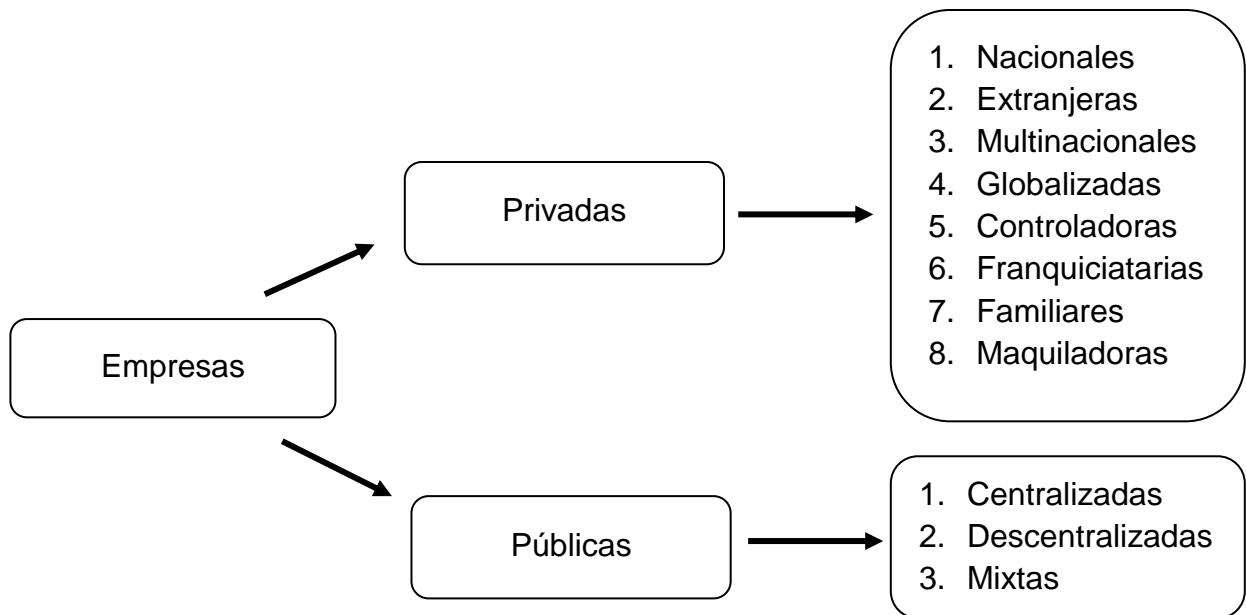 Empresas
Privadas
1. Nacionales
2. Extranjeras
3. Multinacionales
4. Globalizadas
5. Controladoras
6. Franquiciatarias
7. Familiares
8. Maquiladoras
Públicas
1. Centralizadas
2. Descentralizadas
3. Mixtas